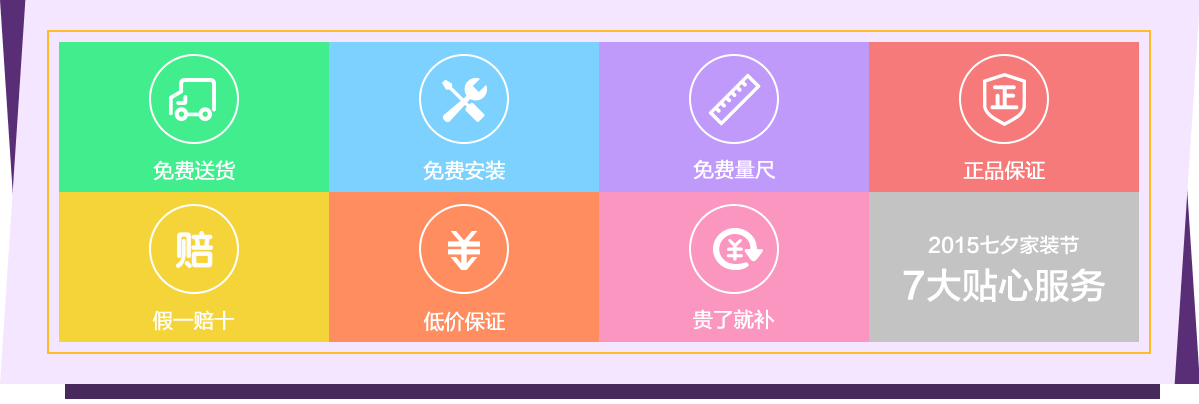 免费送货
免费安装
免费量尺
正
正品保证
赔
假一赔十
¥
低价保证
¥
贵了就补
2015七夕家装节
7大贴心服务